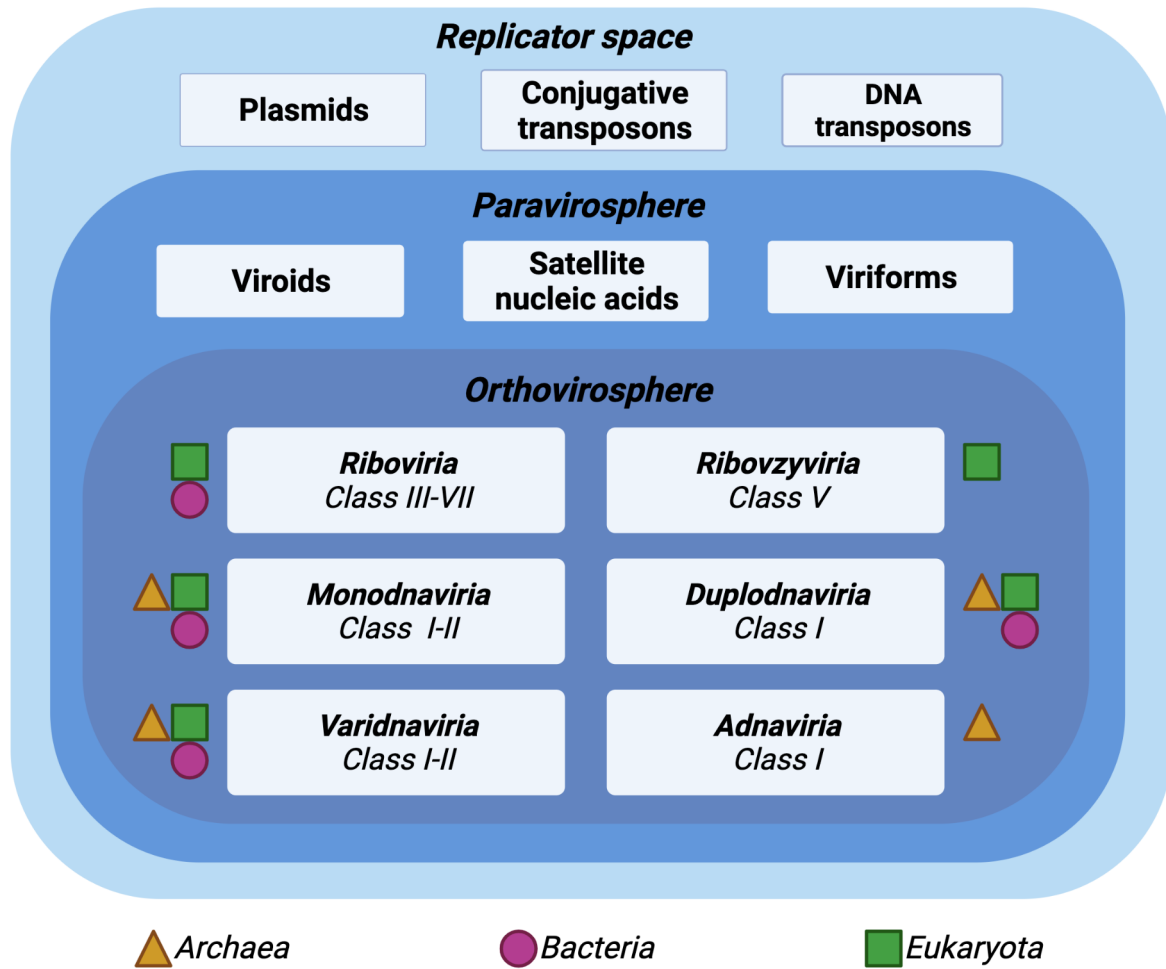 Replicator space
Plasmids
Conjugative
transposons
DNA
transposons
Paravirosphere
Viroids
Satellite
nucleic acids
Viriforms
Orthovirosphere
Riboviria
Class III-VII
Ribovzyviria
Class V
Monodnaviria
Class I-II
Duplodnaviria
Class I
Varidnaviria
Class I-II
Adnaviria
Class I
Archaea
Bacteria
Eukaryota